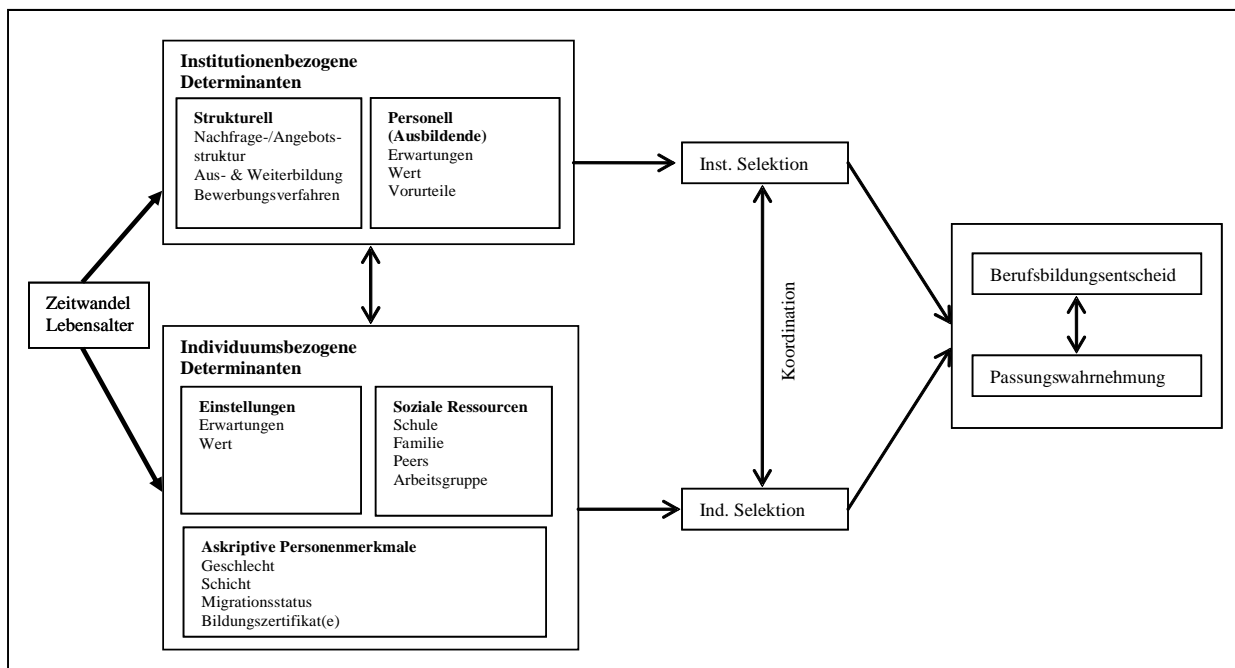 Institutionenbezogene
Determinanten
Strukturell
Nachfrage-/Angebots-
struktur
Aus- & Weiterbildung
Bewerbungsverfahren
Personell
(Ausbildende)
Erwartungen
Wert
Vorurteile
Zeitwandel
Lebensalter
Individuumsbezogene
Determinanten
Einstellungen
Erwartungen
Wert
Soziale Ressourcen
Schule
Familie
Peers
Arbeitsgruppe
Askriptive Personenmerkmale
Geschlecht
Schicht
Migrationsstatus
Bildungszertifikat(e)
Inst. Selektion
Koordination
Ind. Selektion
Berufsbildungsentscheid
Passungswahrnehmung